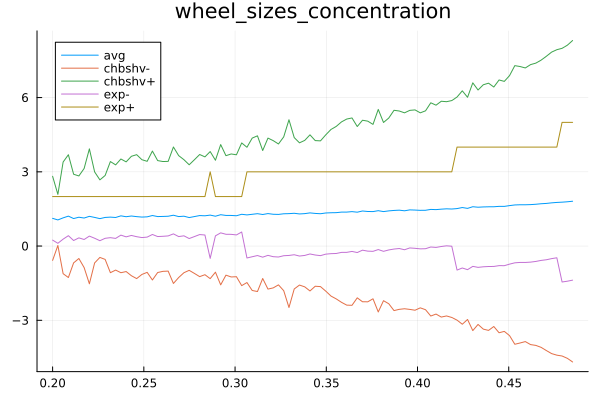 wheel_sizes_concentration
avg
chbshv-
chbshv+
exp-
exp+
6
3
0
−3
0.20 0.25 0.30 0.35 0.40 0.45